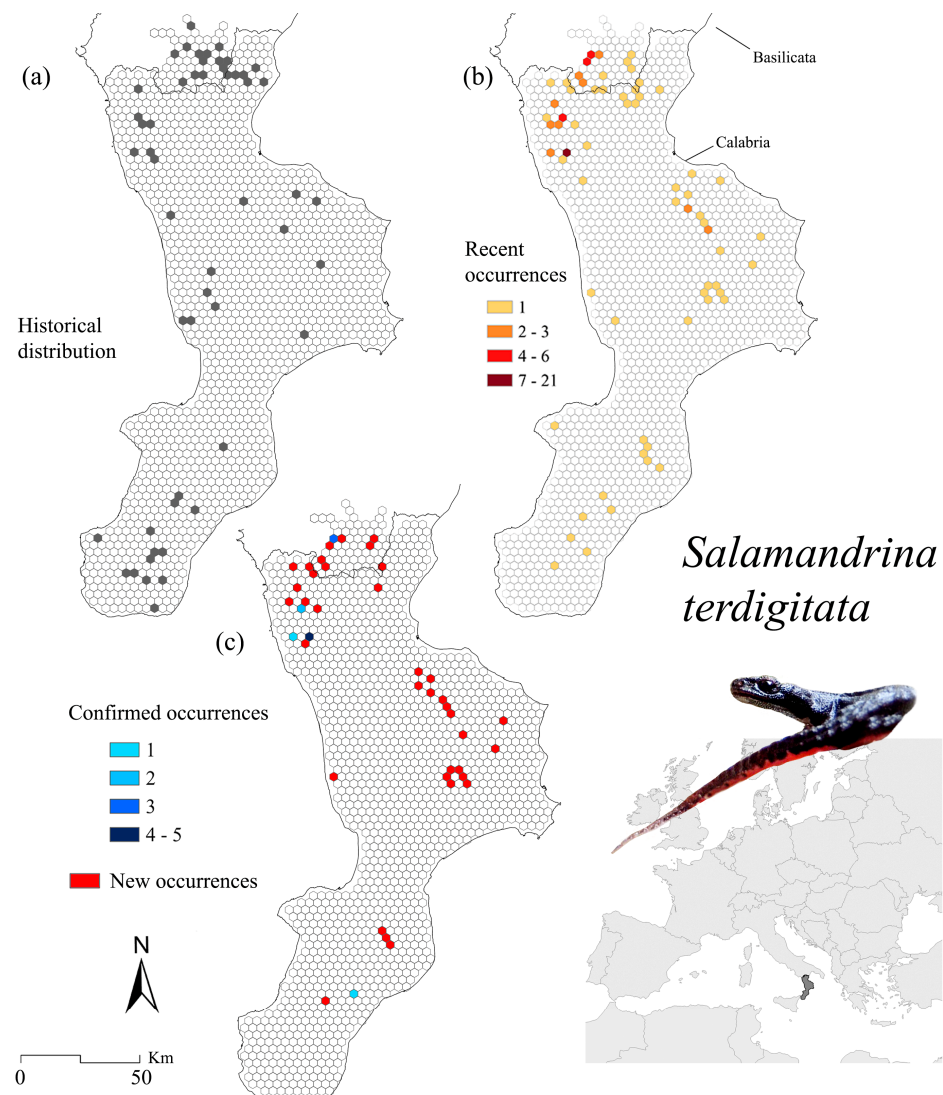 (a)
Historical
distribution
(b)
Basilicata
Calabria
Recent
occurrences
1
2 - 3
4 - 6
7 - 21
(c)
Confirmed occurrences
1
2
3
4 - 5
New occurrences
N
Km
0
50
Salamandrina
terdigitata